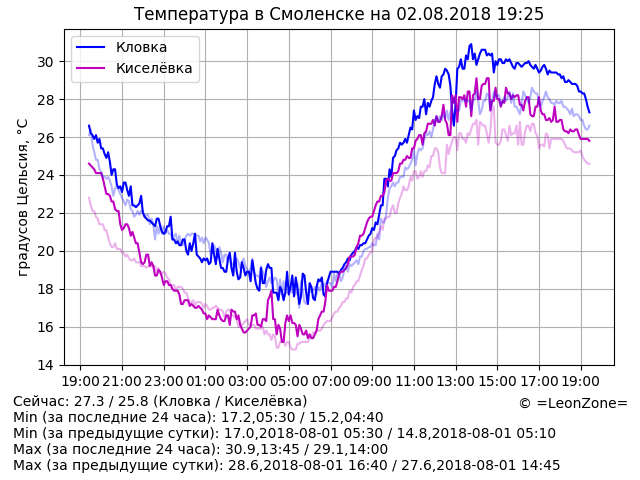 Температура в Смоленске на 02.08.2018 19:25
Кловка
Киселёвка
градусов Цельсия, °C
30
28
26
24
22
20
18
16
14
19:00 21:00 23:00 01:00 03:00 05:00 07:00 09:00 11:00 13:00 15:00 17:00 19:00
Сейчас: 27.3 / 25.8 (Кловка / Киселёвка)
© =LeonZone=
Min (за последние 24 часа): 17.2,05:30 / 15.2,04:40
Min (за предыдущие сутки): 17.0,2018-08-01 05:30 / 14.8,2018-08-01 05:10
Max (за последние 24 часа): 30.9,13:45 / 29.1,14:00
Max (за предыдущие сутки): 28.6,2018-08-01 16:40 / 27.6,2018-08-01 14:45